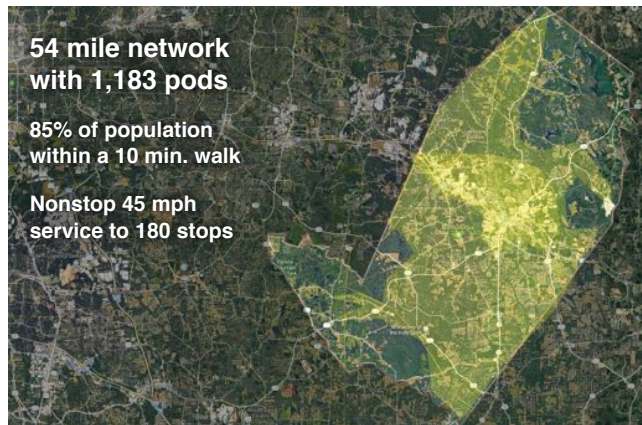 54 mile network
with 1,183 pods
85% of population
within a 10 min. walk
Nonstop 45 mph
service to 180 stops